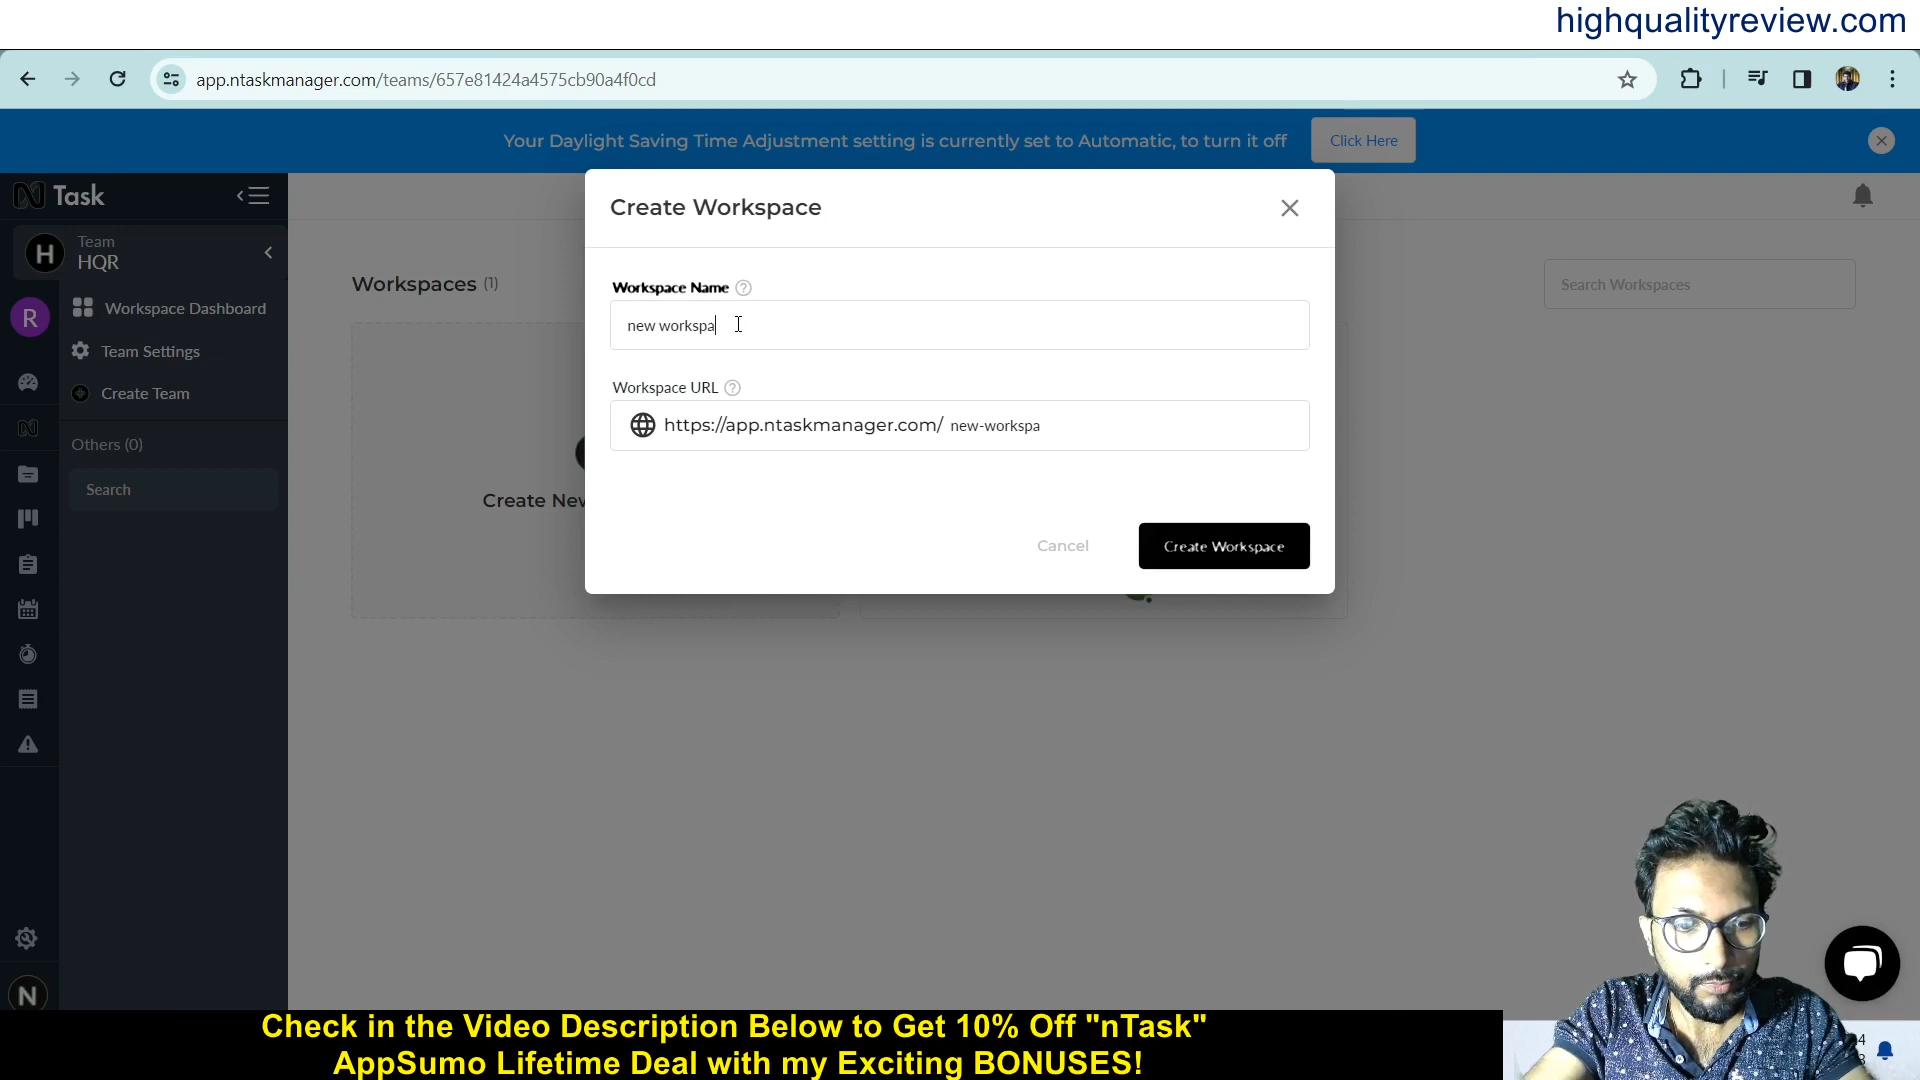 highqualityreview.com
app.ntaskmanager.com/teams/657e81424a4575cb90a4f0cd
Your Daylight Saving Time Adjustment setting is currently set to Automatic, to turn it off
Click Here
N Task
Create Workspace
H
Team
HQR
Workspaces (1)
Search Workspaces
Workspace Name ?
R
Workspace Dashboard
new workspa
Team Settings
Workspace URL ?
Create Team
https://app.ntaskmanager.com/ new-workspa
Others (0)
Search
Create New
Cancel
Create Workspace
N
Check in the Video Description Below to Get 10% Off "nTask"
AppSumo Lifetime Deal with my Exciting BONUSES!